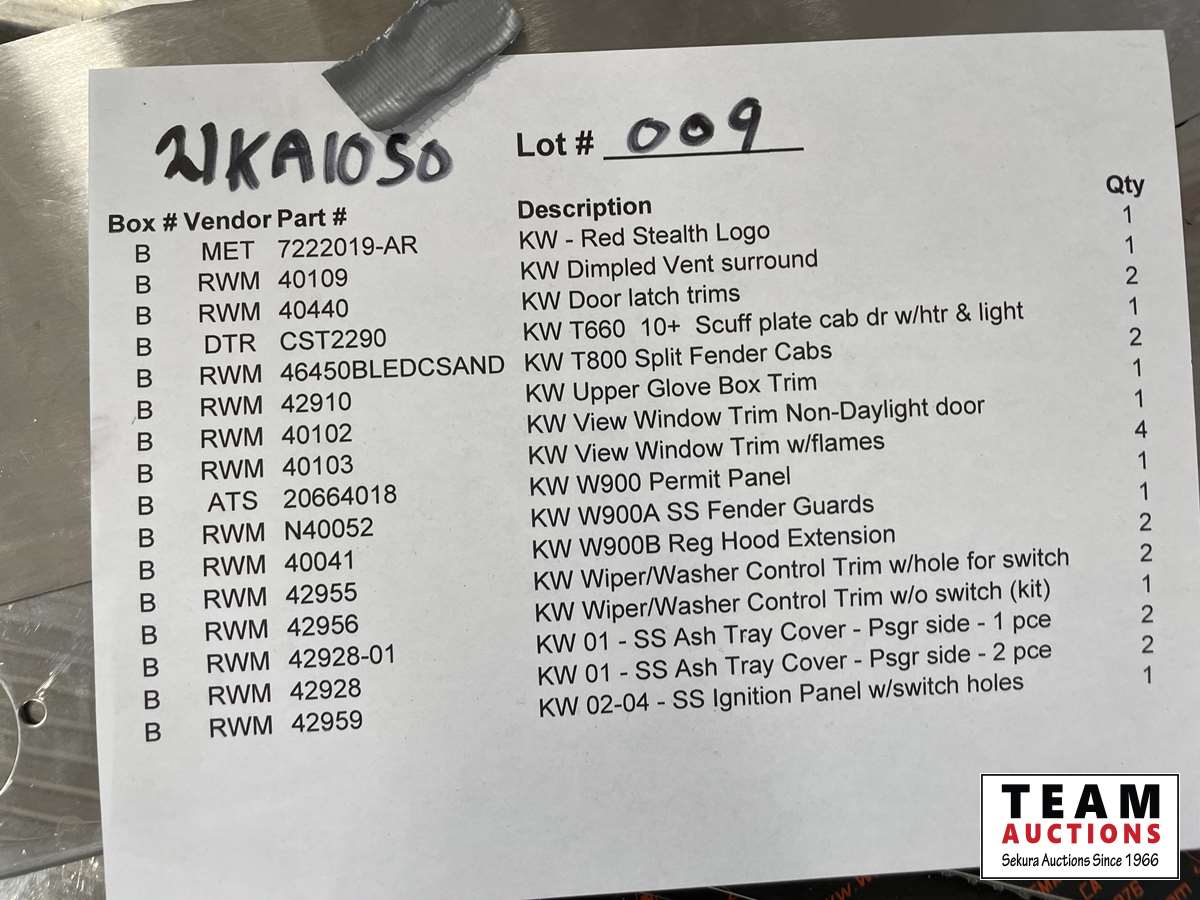 21KA1050 Lot # 009
Box # Vendor Part # Description Qty
B MET 7222019-AR KW - Red Stealth Logo 1
B RWM 40109 KW Dimpled Vent surround 1
B RWM 40440 KW Door latch trims 2
B DTR CST2290 KW T660 10+ Scuff plate cab dr w/htr & light 1
B RWM 46450BLEDCSAND KW T800 Split Fender Cabs 2
B RWM 42910 KW Upper Glove Box Trim 1
B RWM 40102 KW View Window Trim Non-Daylight door 1
B RWM 40103 KW View Window Trim w/flames 4
B ATS 20664018 KW W900 Permit Panel 1
B RWM N40052 KW W900A SS Fender Guards 1
B RWM 40041 KW W900B Reg Hood Extension 2
B RWM 42955 KW Wiper/Washer Control Trim w/hole for switch 2
B RWM 42956 KW Wiper/Washer Control Trim w/o switch (kit) 1
B RWM 42928-01 KW 01 - SS Ash Tray Cover - Psgr side - 1 pce 2
B RWM 42928 KW 01 - SS Ash Tray Cover - Psgr side - 2 pce 2
B RWM 42959 KW 02-04 - SS Ignition Panel w/switch holes 1
TEAM
AUCTIONS
Sekura Auctions Since 1966